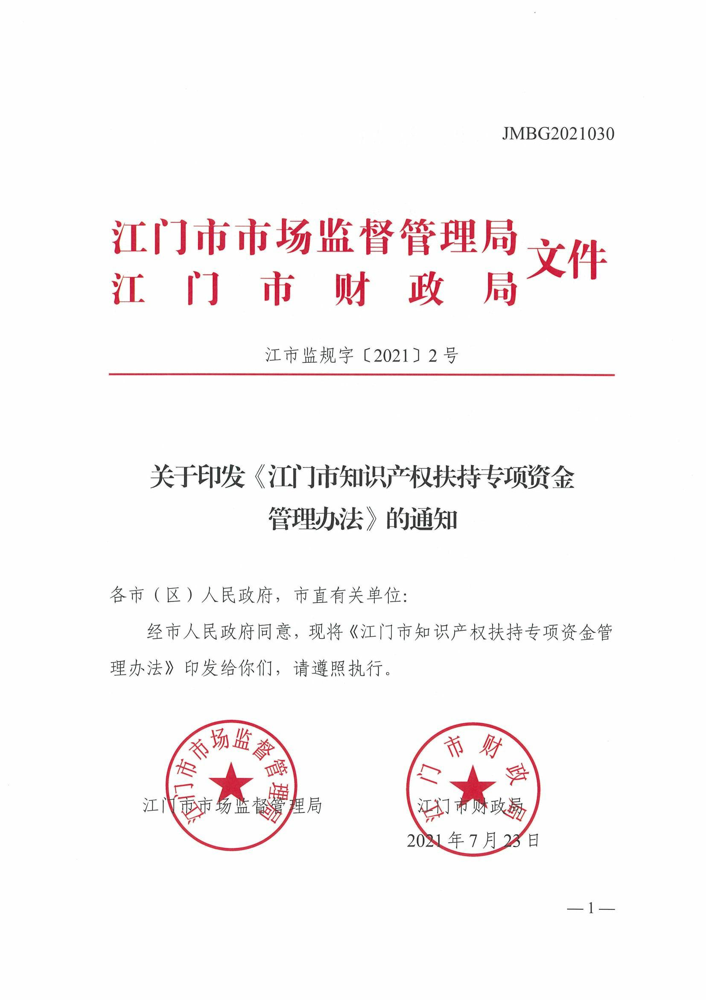 JMBG2021030
江门市市场监督管理局
文件
江门市财政局
江市监规字〔2021〕2号
关于印发《江门市知识产权扶持专项资金
管理办法》的通知
各市（区）人民政府，市直有关单位：
经市人民政府同意，现将《江门市知识产权扶持专项资金管
理办法》印发给你们，请遵照执行。
江门市市场监督管理局
江门市财政局
江门市市场监督管理局
江门市财政局
2021年7月23日
— 1 —